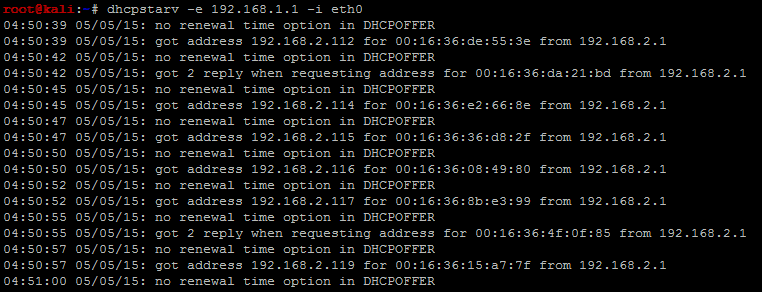 root@kali:~# dhcpstarv -e 192.168.1.1 -i eth0
04:50:39 05/05/15: no renewal time option in DHCPOFFER
04:50:39 05/05/15: got address 192.168.2.112 for 00:16:36:de:55:3e from 192.168.2.1
04:50:42 05/05/15: no renewal time option in DHCPOFFER
04:50:42 05/05/15: got 2 reply when requesting address for 00:16:36:da:21:bd from 192.168.2.1
04:50:45 05/05/15: no renewal time option in DHCPOFFER
04:50:45 05/05/15: got address 192.168.2.114 for 00:16:36:e2:66:8e from 192.168.2.1
04:50:47 05/05/15: no renewal time option in DHCPOFFER
04:50:47 05/05/15: got address 192.168.2.115 for 00:16:36:36:d8:2f from 192.168.2.1
04:50:50 05/05/15: no renewal time option in DHCPOFFER
04:50:50 05/05/15: got address 192.168.2.116 for 00:16:36:08:49:80 from 192.168.2.1
04:50:52 05/05/15: no renewal time option in DHCPOFFER
04:50:52 05/05/15: got address 192.168.2.117 for 00:16:36:8b:e3:99 from 192.168.2.1
04:50:55 05/05/15: no renewal time option in DHCPOFFER
04:50:55 05/05/15: got 2 reply when requesting address for 00:16:36:4f:0f:85 from 192.168.2.1
04:50:57 05/05/15: no renewal time option in DHCPOFFER
04:50:57 05/05/15: got address 192.168.2.119 for 00:16:36:15:a7:7f from 192.168.2.1
04:51:00 05/05/15: no renewal time option in DHCPOFFER